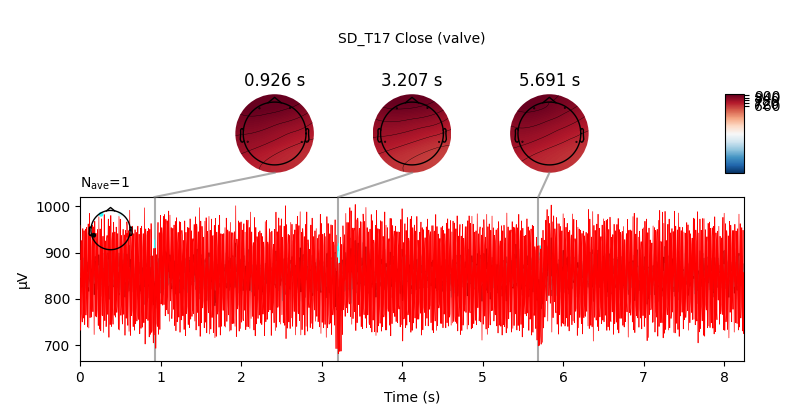 SD_T17 Close (valve)
0.926 s 3.207 s 5.691 s
900
Nave=1
1000
900
800
700
µV
0 1 2 3 4 5 6 7 8
Time (s)